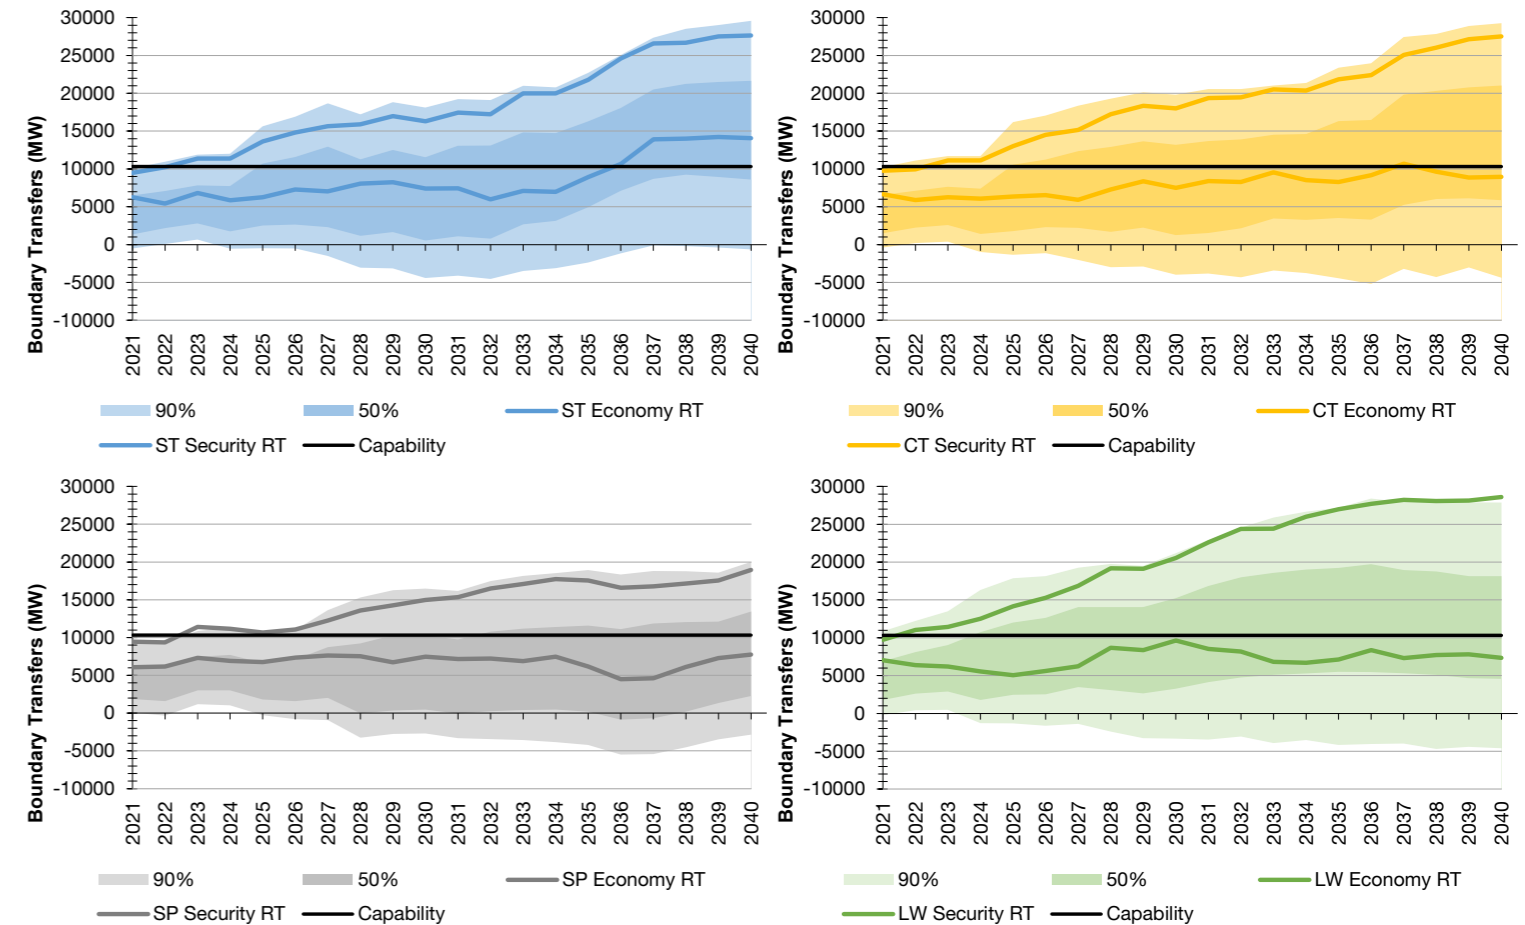 Boundary Transfers (MW)
30000
25000
20000
15000
10000
5000
0
-5000
-10000
2021 2022 2023 2024 2025 2026 2027 2028 2029 2030 2031 2032 2033 2034 2035 2036 2037 2038 2039 2040
90% 50% ST Economy RT
ST Security RT Capability
Boundary Transfers (MW)
30000
25000
20000
15000
10000
5000
0
-5000
-10000
2021 2022 2023 2024 2025 2026 2027 2028 2029 2030 2031 2032 2033 2034 2035 2036 2037 2038 2039 2040
90% 50% CT Economy RT
CT Security RT Capability
Boundary Transfers (MW)
30000
25000
20000
15000
10000
5000
0
-5000
-10000
2021 2022 2023 2024 2025 2026 2027 2028 2029 2030 2031 2032 2033 2034 2035 2036 2037 2038 2039 2040
90% 50% SP Economy RT
SP Security RT Capability
Boundary Transfers (MW)
30000
25000
20000
15000
10000
5000
0
-5000
-10000
2021 2022 2023 2024 2025 2026 2027 2028 2029 2030 2031 2032 2033 2034 2035 2036 2037 2038 2039 2040
90% 50% LW Economy RT
LW Security RT Capability